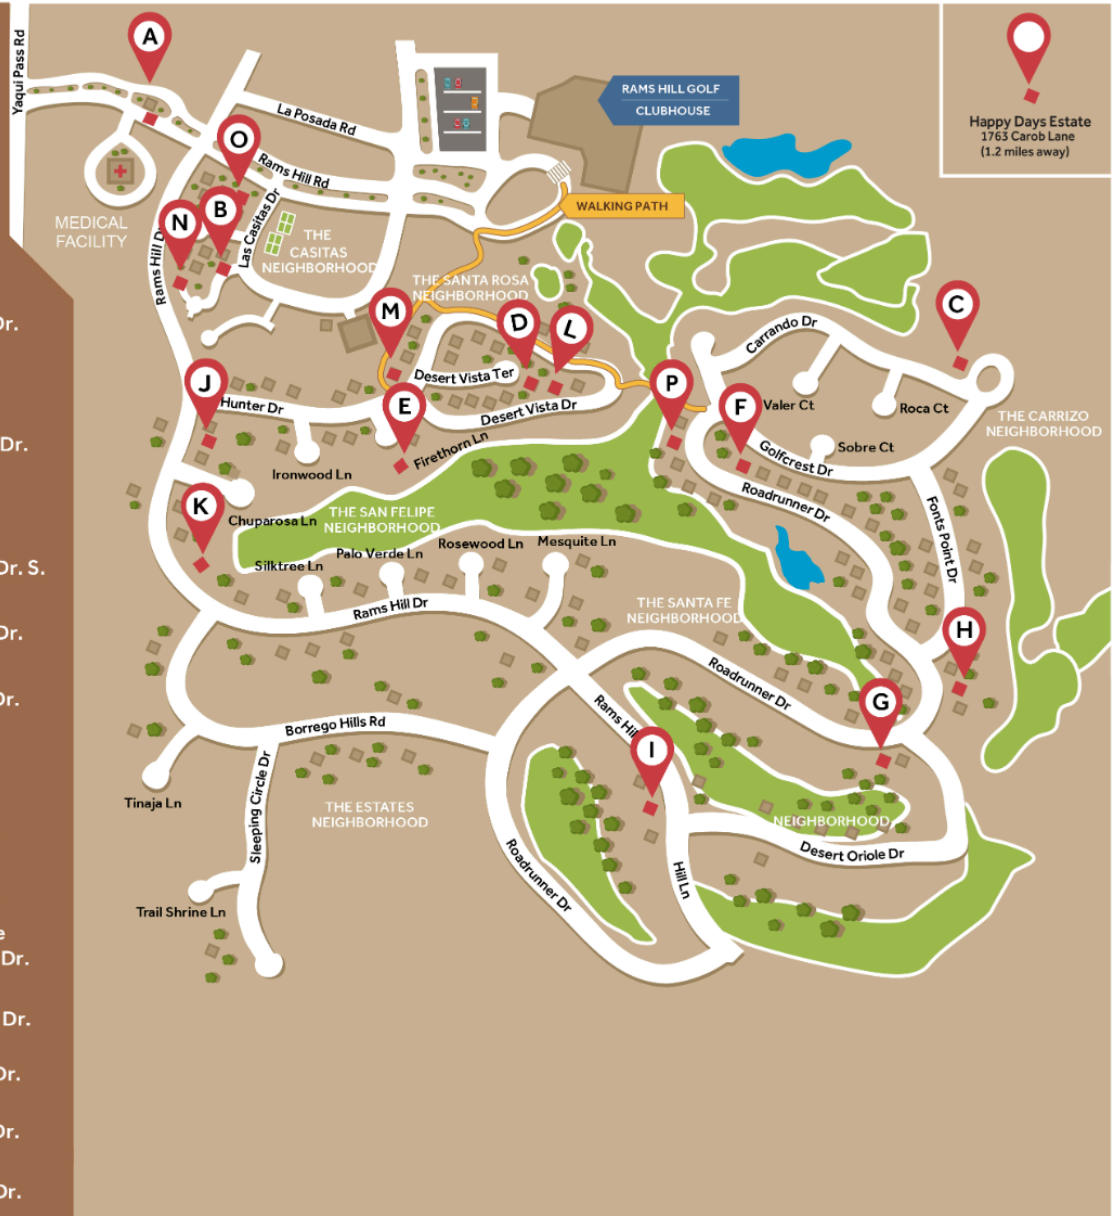 Yaqui Pass Rd
A
RAMS HILL GOLF
CLUBHOUSE
Happy Days Estate
1763 Carob Lane
(1.2 miles away)
La Posada Rd
O
Rams Hill Rd
MEDICAL
FACILITY
N
B
Las Casitas Dr
WALKING PATH
THE
CASITAS
NEIGHBORHOOD
Rams Hill Dr
THE SANTA ROSA
NEIGHBORHOOD
M
D
L
C
Dr.
Carrando Dr
J
Hunter Dr
Desert Vista Ter
E
Desert Vista Dr
P
F
Valer Ct
Roca Ct
THE CARRIZO
NEIGHBORHOOD
Dr.
Firethorn Ln
Sobre Ct
Golfcrest Dr
Ironwood Ln
Roadrunner Dr
K
Chuparosa Ln
THE SAN FELIPE
NEIGHBORHOOD
Fonts Point Dr
Rosewood Ln
Mesquite Ln
Palo Verde Ln
Silktree Ln
Dr. S.
Rams Hill Dr
THE SANTA FE
NEIGHBORHOOD
H
Dr.
Roadrunner Dr
G
Dr.
Rams Hill
I
Borrego Hills Rd
Tinaja Ln
Sleeping Circle Dr
THE ESTATES
NEIGHBORHOOD
NEIGHBORHOOD
Desert Oriole Dr
Roadrunner Dr
Hill Ln
Trail Shrine Ln
e
Dr.
Dr.
Dr.
Dr.
Dr.